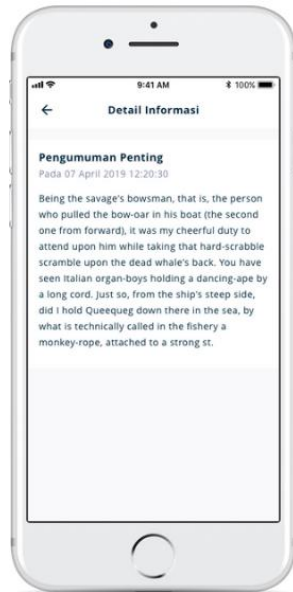 9:41 AM
100%
Detail Informasi
Pengumuman Penting
Pada 07 April 2019 12:20:30
Being the savage's bowsman, that is, the person
who pulled the bow-oar in his boat (the second
one from forward), it was my cheerful duty to
attend upon him while taking that hard-scrabble
scramble upon the dead whale's back. You have
seen Italian organ-boys holding a dancing-ape by
a long cord. Just so, from the ship's steep side,
did I hold Queequeg down there in the sea, by
what is technically called in the fishery a
monkey-rope, attached to a strong st.